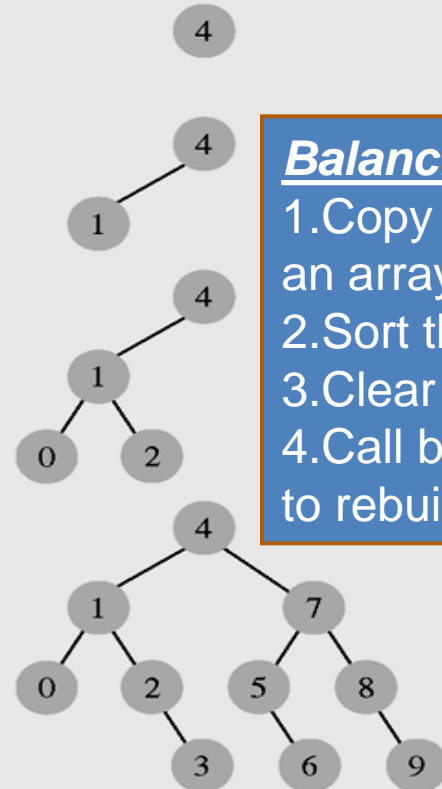 4
4
1
4
1
0 2
Balanc
1.Copy
an array
2.Sort th
3.Clear
4.Call b
to rebui
4
1 7
0 2 5 8
3 6 9